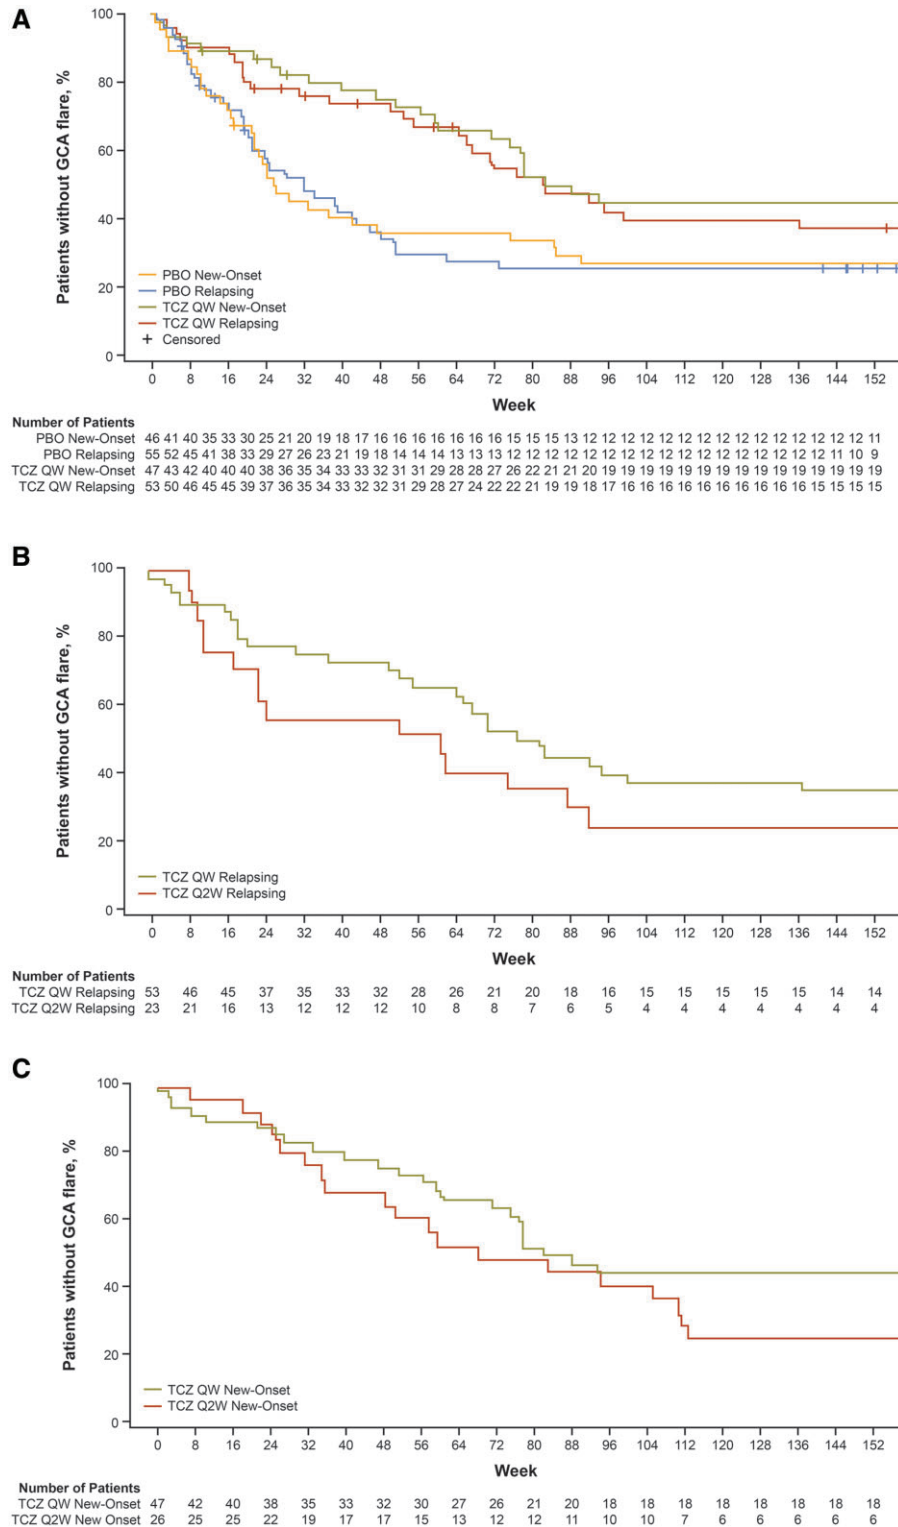 A
Patients without GCA flare, %
100
80
60
40
20
0
PBO New-Onset
PBO Relapsing
TCZ QW New-Onset
TCZ QW Relapsing
+ Censored
0 8 16 24 32 40 48 56 64 72 80 88 96 104 112 120 128 136 144 152
Week
Number of Patients
PBO New-Onset 46 41 40 35 33 30 25 21 20 19 18 17 16 16 16 16 16 16 16 15 15 15 13 12 12 12 12 12 12 12 12 12 12 12 12 12 12 12 11
PBO Relapsing 55 52 45 41 38 33 29 27 26 23 21 19 18 14 14 14 13 13 13 12 12 12 12 12 12 12 12 12 12 12 12 12 12 12 12 12 11 10 9
TCZ QW New-Onset 47 43 42 40 40 40 38 36 35 34 33 33 32 31 31 29 28 28 27 26 22 21 21 20 19 19 19 19 19 19 19 19 19 19 19 19 19 19 19
TCZ QW Relapsing 53 50 46 45 45 39 37 36 35 34 33 32 32 31 29 28 27 24 22 22 21 19 19 18 17 16 16 16 16 16 16 16 16 16 16 15 15 15 15
B
Patients without GCA flare, %
100
80
60
40
20
0
TCZ QW Relapsing
TCZ Q2W Relapsing
0 8 16 24 32 40 48 56 64 72 80 88 96 104 112 120 128 136 144 152
Week
Number of Patients
TCZ QW Relapsing 53 46 45 37 35 33 32 28 26 21 20 18 16 15 15 15 15 15 14 14
TCZ Q2W Relapsing 23 21 16 13 12 12 12 10 8 8 7 6 5 4 4 4 4 4 4 4
C
Patients without GCA flare, %
100
80
60
40
20
0
TCZ QW New-Onset
TCZ Q2W New-Onset
0 8 16 24 32 40 48 56 64 72 80 88 96 104 112 120 128 136 144 152
Week
Number of Patients
TCZ QW New-Onset 47 42 40 38 35 33 32 30 27 26 21 20 18 18 18 18 18 18 18 18
TCZ Q2W New Onset 26 25 25 22 19 17 17 15 13 12 12 11 10 10 7 6 6 6 6 6